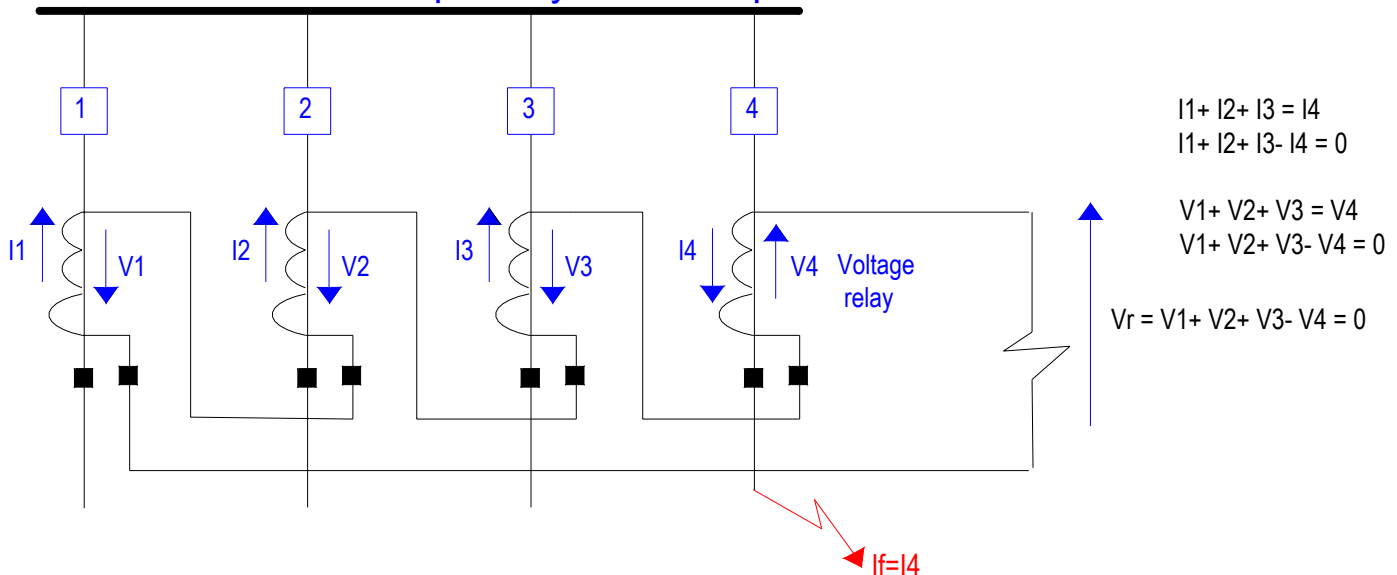 1
2
3
4
I1
V1
I2
V2
I3
V3
I4
V4
Voltage
relay
I1+ I2+ I3 = I4
I1+ I2+ I3- I4 = 0
V1+ V2+ V3 = V4
V1+ V2+ V3- V4 = 0
Vr = V1+ V2+ V3- V4 = 0
If=I4